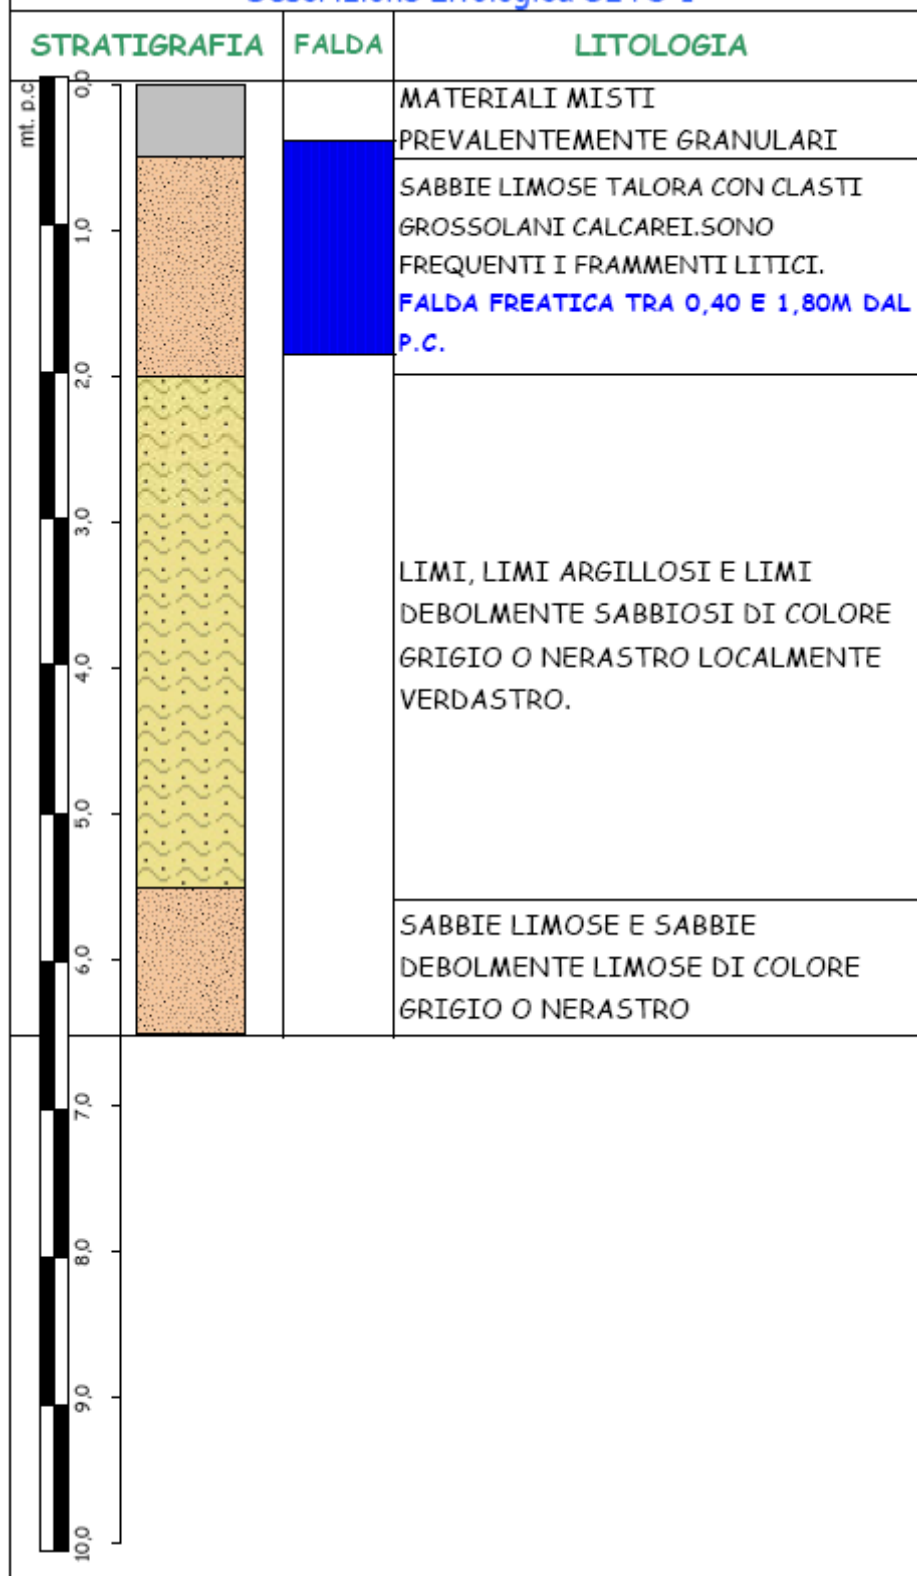 STRATIGRAFIA FALDA LITOLOGIA
mt. p.c.
0,0
MATERIALI MISTI
PREVALENTEMENTE GRANULARI
SABBIE LIMOSE TALORA CON CLASTI
1,0
GROSSOLANI CALCAREI.SONO
FREQUENTI I FRAMMENTI LITICI.
FALDA FREATICA TRA 0,40 E 1,80M DAL
P.C.
2,0
3,0
LIMI, LIMI ARGILLOSI E LIMI
DEBOLMENTE SABBIOSI DI COLORE
GRIGIO O NERASTRO LOCALMENTE
4,0
VERDASTRO.
5,0
SABBIE LIMOSE E SABBIE
6,0
DEBOLMENTE LIMOSE DI COLORE
GRIGIO O NERASTRO
7,0
8,0
9,0
10,0